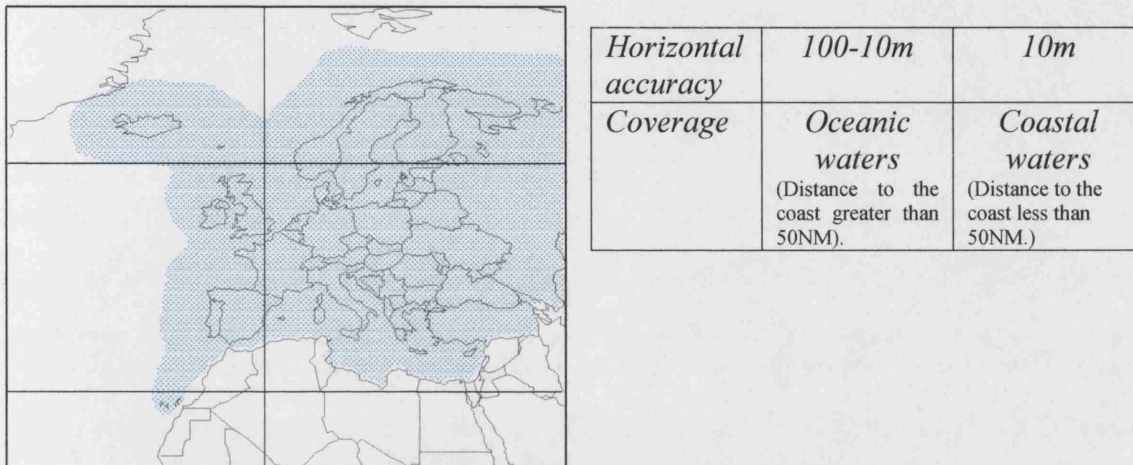 Horizontal accuracy
100-10m
10m
Coverage
Oceanic
waters
(Distance to the
coast greater than
50NM).
Coastal
waters
(Distance to the
coast less than
50NM.)